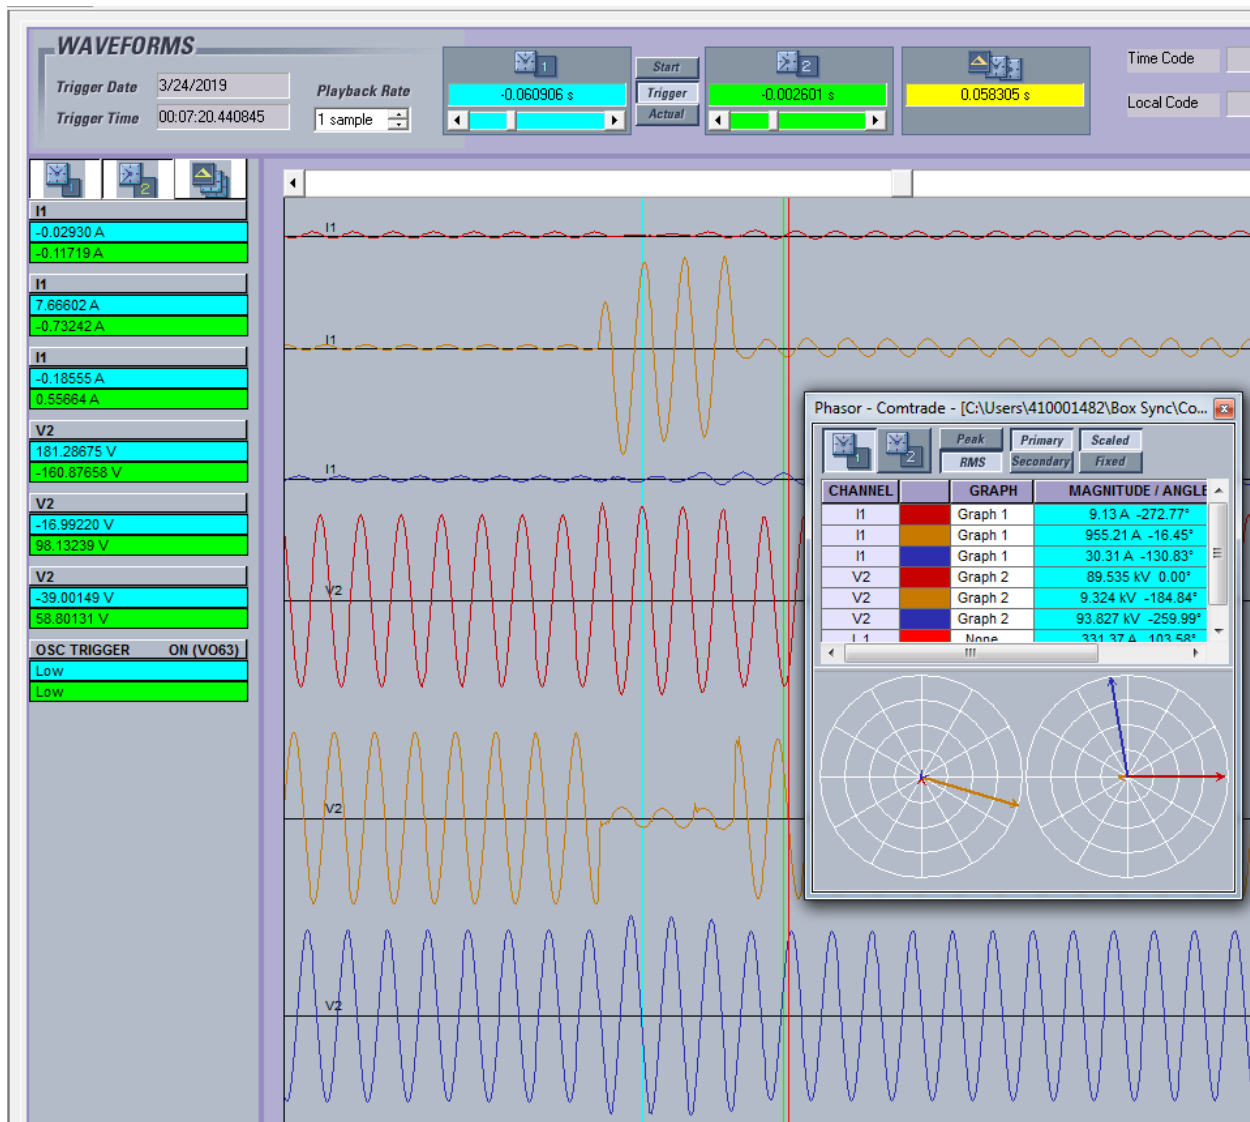 WAVEFORMS
Trigger Date 3/24/2019
Trigger Time 00:07:20.440845
Playback Rate
1 sample
1
-0.060906 s
Start
Trigger
Actual
2
-0.002601 s
0.058305 s
Time Code
Local Code
1
2
I1
-0.02930 A
-0.11719 A
I1
7.66602 A
-0.73242 A
I1
-0.18555 A
0.55664 A
V2
181.28675 V
-160.87658 V
V2
-16.99220 V
98.13239 V
V2
-39.00149 V
58.80131 V
OSC TRIGGER ON (VO63)
Low
Low
I1
I1
I1
V2
V2
V2
Phasor - Comtrade - [C:\Users\410001482\Box Sync\Co...
1
2
Peak
RMS
Primary
Secondary
Scaled
Fixed
CHANNEL GRAPH MAGNITUDE / ANGLE
I1 Graph 1 9.13 A -272.77°
I1 Graph 1 955.21 A -16.45°
I1 Graph 1 30.31 A -130.83°
V2 Graph 2 89.535 kV 0.00°
V2 Graph 2 9.324 kV -184.84°
V2 Graph 2 93.827 kV -259.99°
None 331.37 A 103.58°